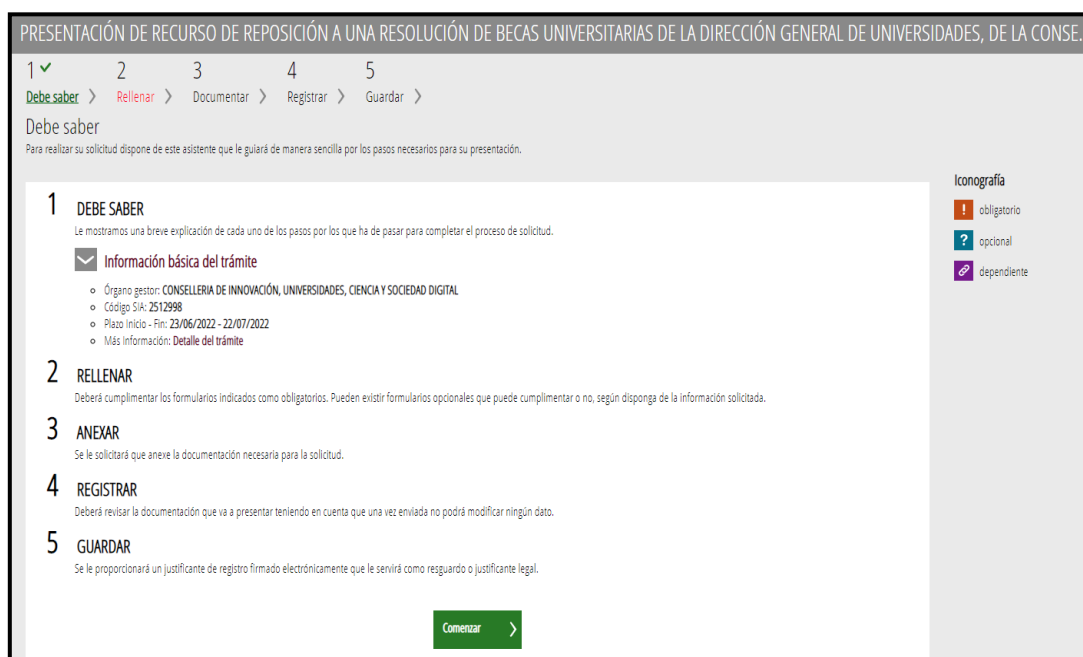 PRESENTACIÓN DE RECURSO DE REPOSICIÓN A UNA RESOLUCIÓN DE BECAS UNIVERSITARIAS DE LA DIRECCIÓN GENERAL DE UNIVERSIDADES, DE LA CONSE.
1 2 3 4 5
Debe saber Rellenar Documentar Registrar Guardar
Debe saber
Para realizar su solicitud dispone de este asistente que le guiará de manera sencilla por los pasos necesarios para su presentación.
1 DEBE SABER
Le mostramos una breve explicación de cada uno de los pasos por los que ha de pasar para completar el proceso de solicitud.
Información básica del trámite
Órgano gestor: CONSELLERIA DE INNOVACIÓN, UNIVERSIDADES, CIENCIA Y SOCIEDAD DIGITAL
Código SIA: 2512998
Plazo Inicio - Fin: 23/06/2022 - 22/07/2022
Más Información: Detalle del trámite
2 RELLENAR
Deberá cumplimentar los formularios indicados como obligatorios. Pueden existir formularios opcionales que puede cumplimentar o no, según disponga de la información solicitada.
3 ANEXAR
Se le solicitará que anexe la documentación necesaria para la solicitud.
4 REGISTRAR
Deberá revisar la documentación que va a presentar teniendo en cuenta que una vez enviada no podrá modificar ningún dato.
5 GUARDAR
Se le proporcionará un justificante de registro firmado electrónicamente que le servirá como resguardo o justificante legal.
Comenzar
Iconografía
! obligatorio
? opcional
dependiente